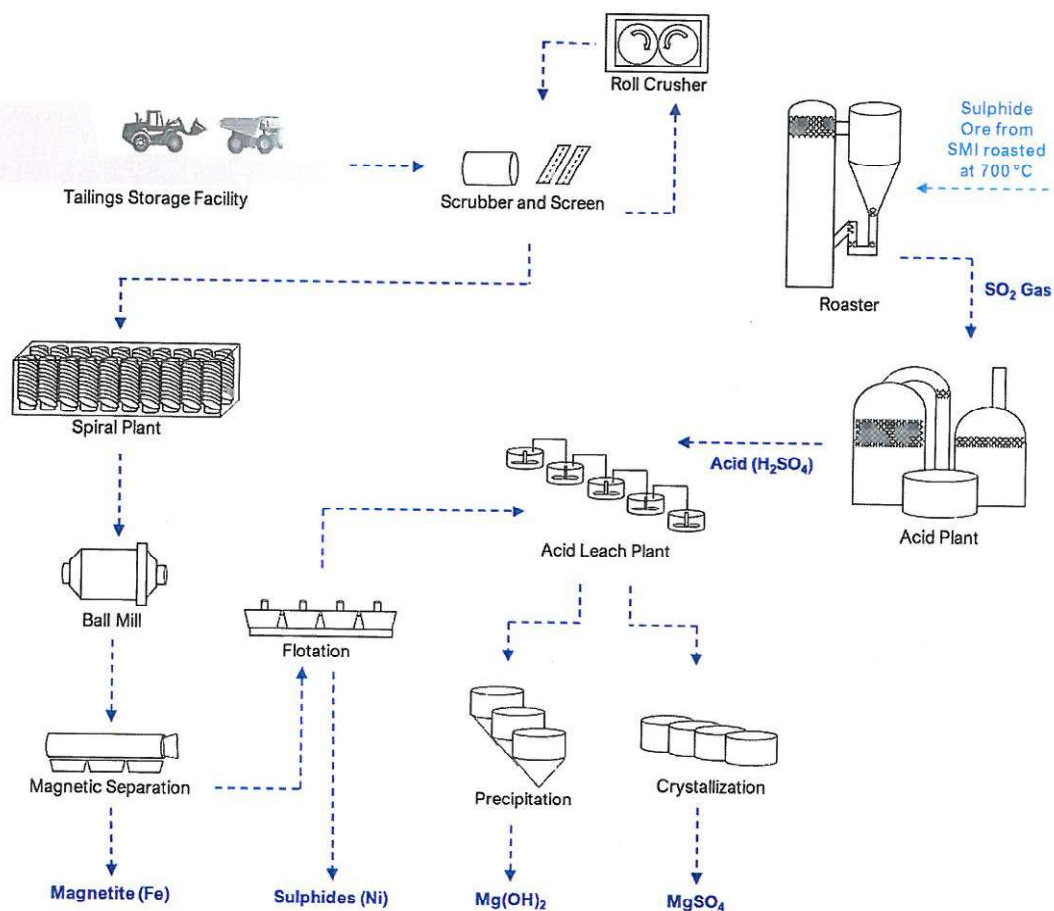 Roll Crusher
Tailings Storage Facility
Scrubber and Screen
Sulphide
Ore from
SMI roasted
at 700°C
Roaster
SO₂ Gas
Spiral Plant
Acid (H₂SO₄)
Acid Plant
Acid Leach Plant
Ball Mill
Flotation
Magnetic Separation
Precipitation
Crystallization
Magnetite (Fe)
Sulphides (Ni)
Mg(OH)₂
MgSO₄